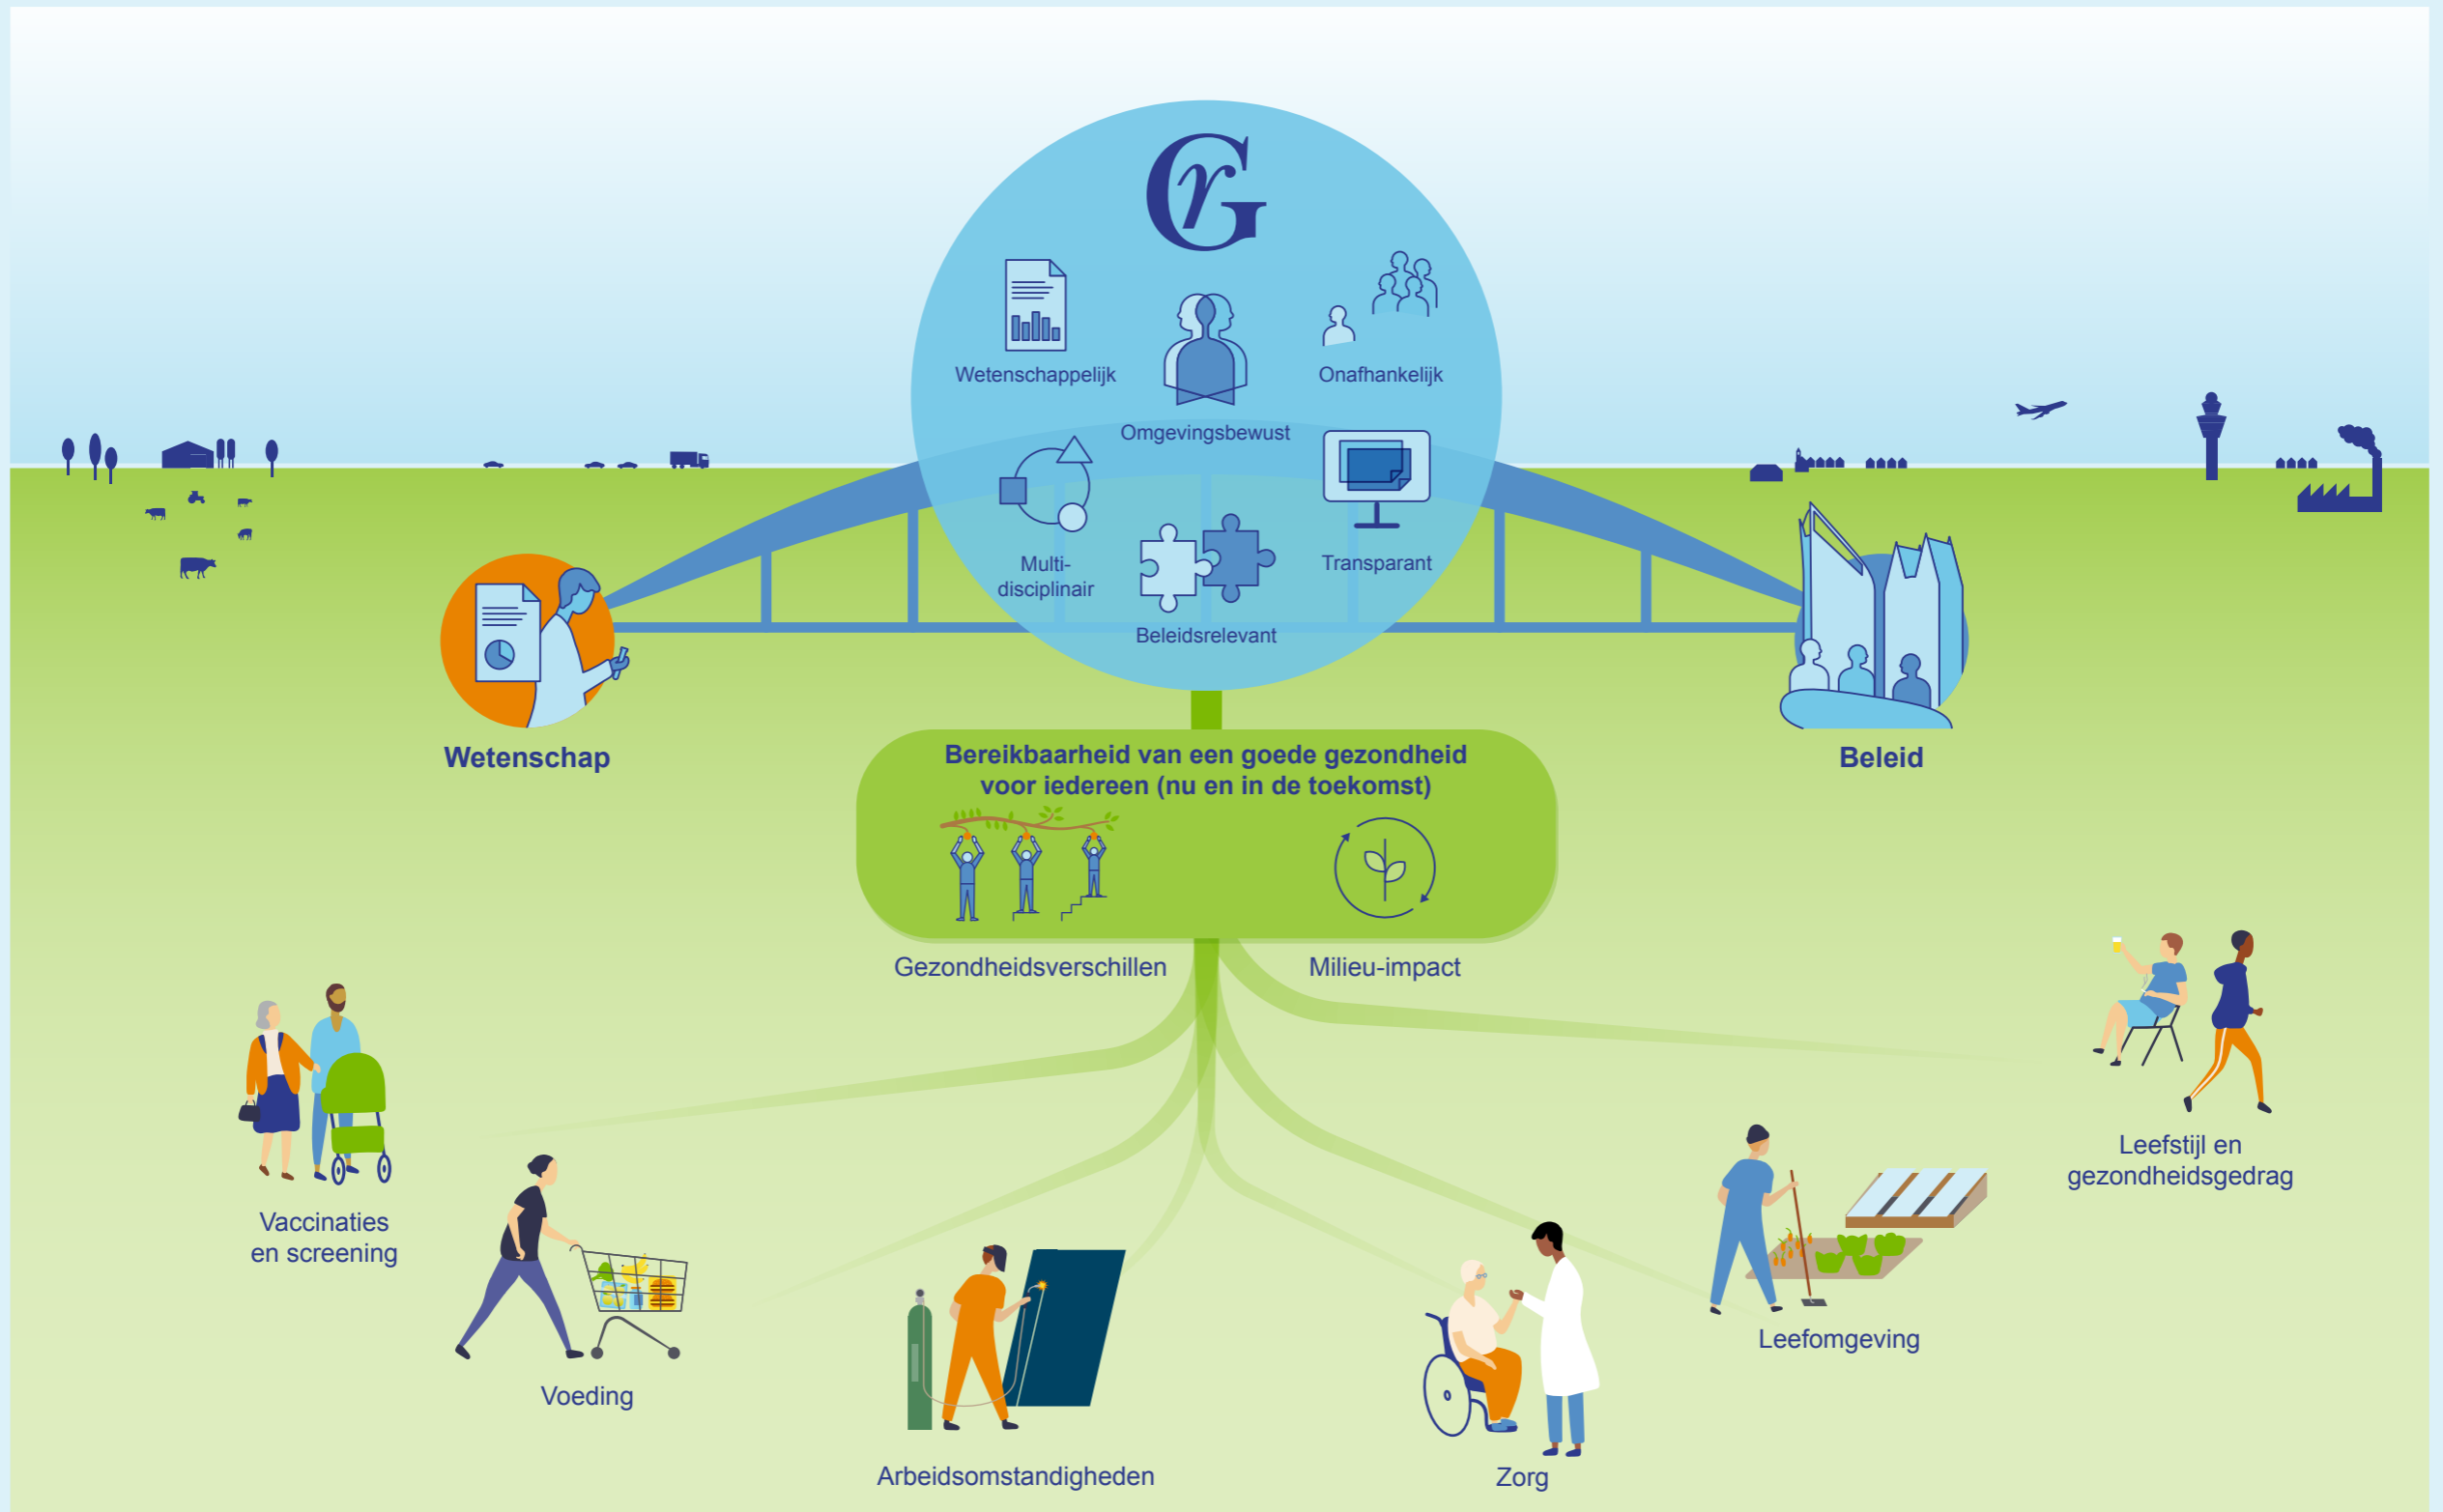 Gr
Wetenschappelijk
Omgevingsbewust
Onafhankelijk
Multi-
disciplinair
Beleidsrelevant
Transparant
Wetenschap
Beleid
Bereikbaarheid van een goede gezondheid
voor iedereen (nu en in de toekomst)
Gezondheidsverschillen
Milieu-impact
Vaccinaties
en screening
Voeding
Arbeidsomstandigheden
Zorg
Leefomgeving
Leefstijl en
gezondheidsgedrag